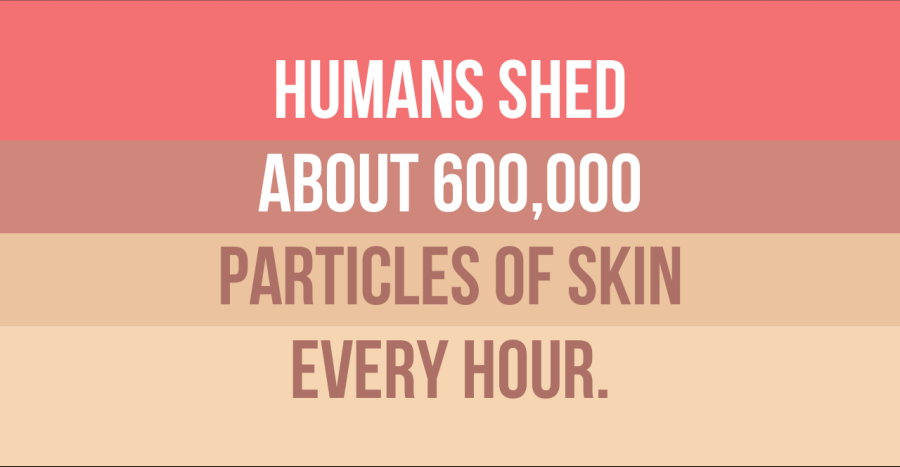 HUMANS SHED
ABOUT 600,000
PARTICLES OF SKIN
EVERY HOUR.